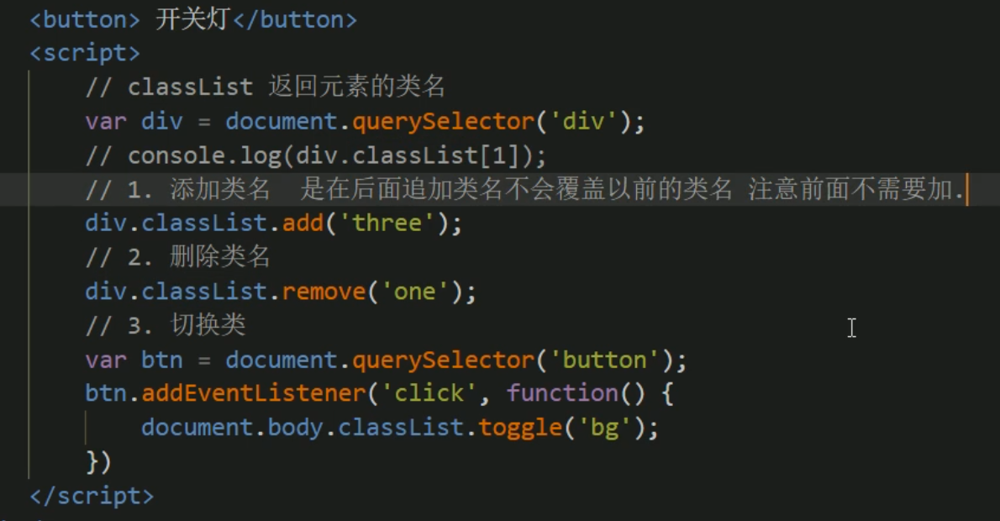 <button> 开关灯</button>
<script>
// classList 返回元素的类名
var div = document.querySelector('div');
// console.log(div.classList[1]);
// 1. 添加类名  是在后面追加类名不会覆盖以前的类名 注意前面不需要加.
div.classList.add('three');
// 2. 删除类名
div.classList.remove('one');
// 3. 切换类
var btn = document.querySelector('button');
btn.addEventListener('click', function() {
document.body.classList.toggle('bg');
})
</script>